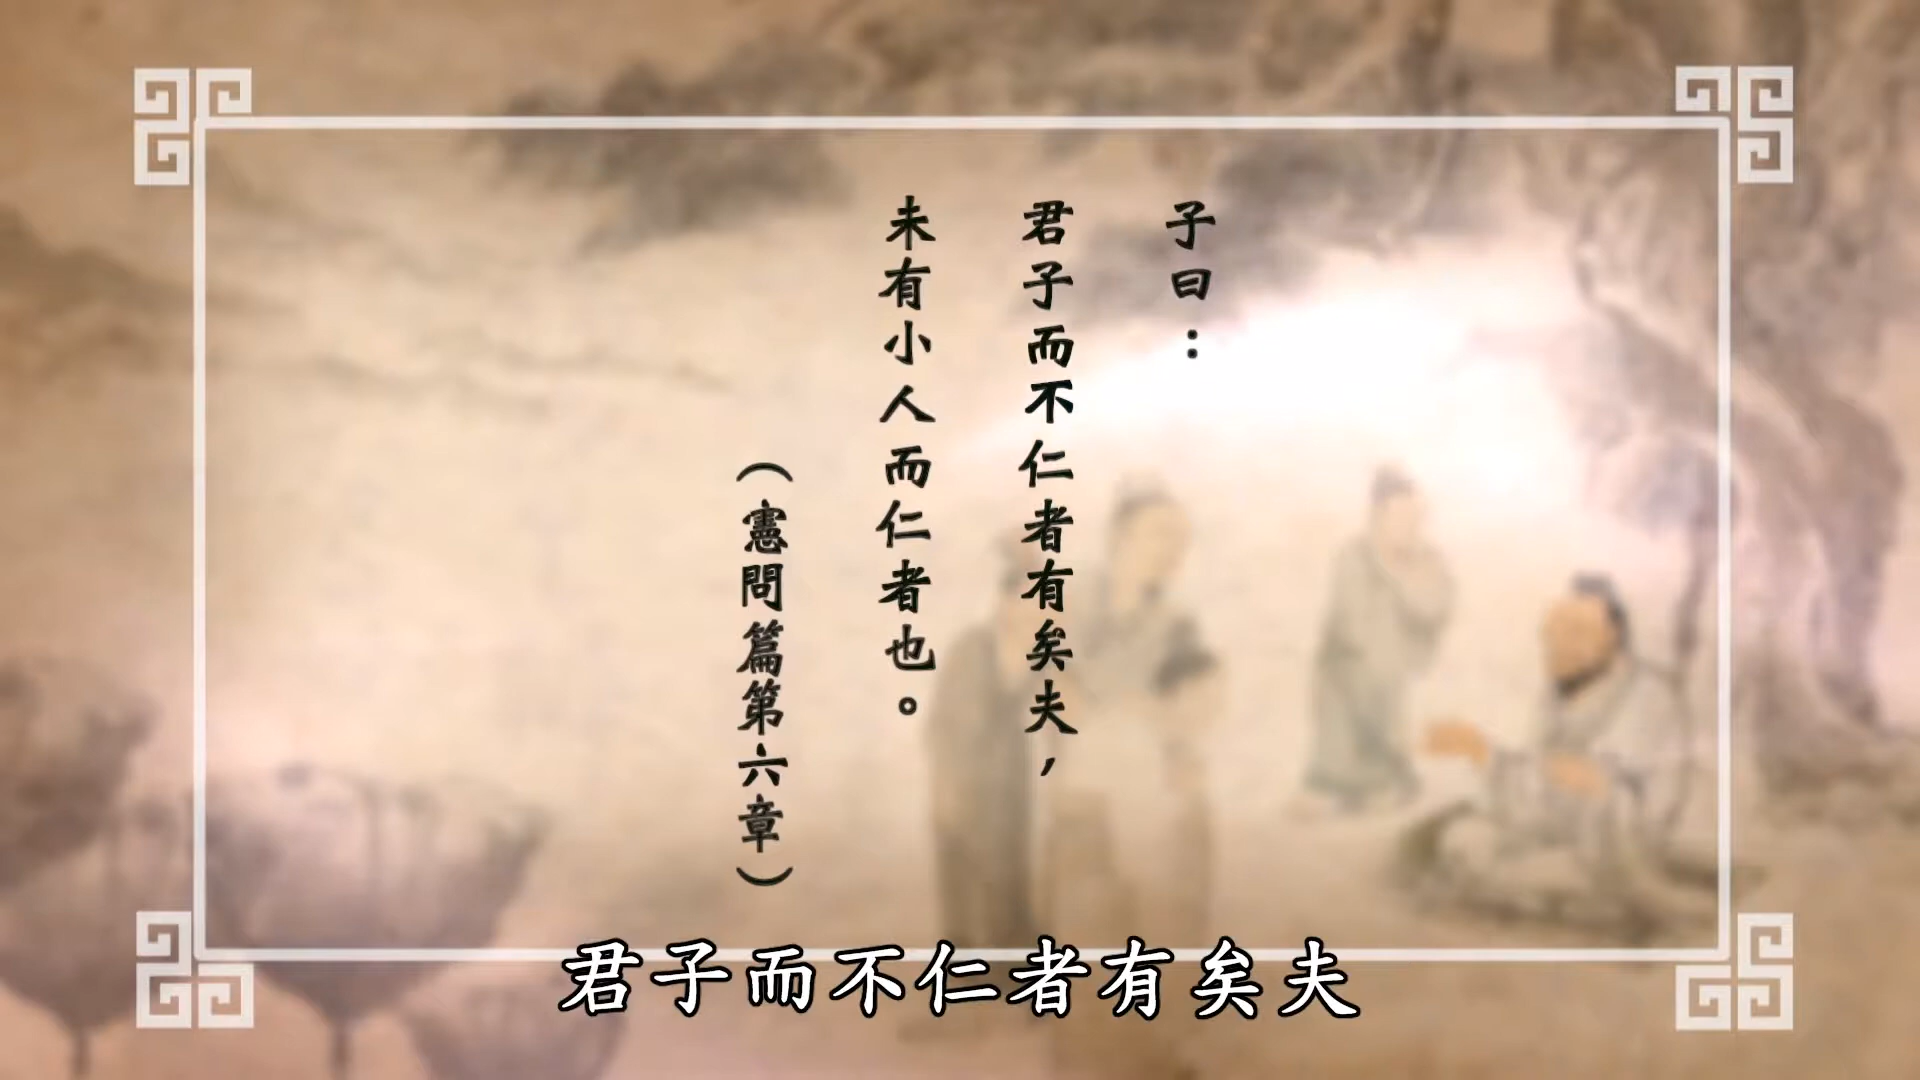 子曰：
君子而不仁者有矣夫，
未有小人而仁者也。
（憲問篇第六章）
君子而不仁者有矣夫